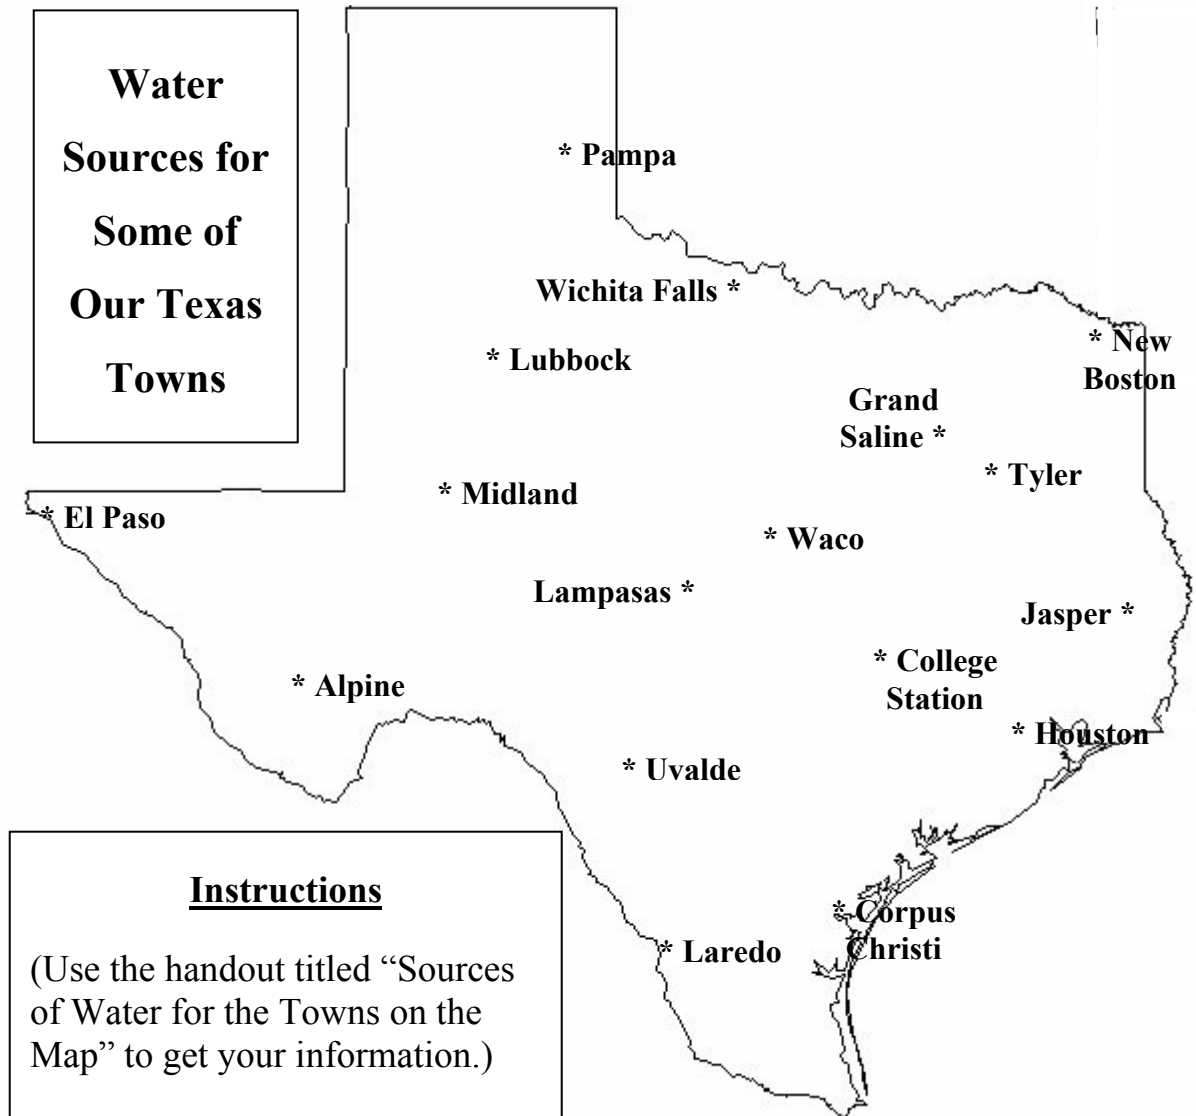 Water
Sources for
Some of
Our Texas
Towns
* Pampa
Wichita Falls *
* Lubbock
* New
Boston
Grand
Saline *
* Tyler
* Midland
* El Paso
* Waco
Lampasas *
Jasper *
* College
Station
* Alpine
* Houston
* Uvalde
* Corpus
Christi
* Laredo
Instructions
(Use the handout titled “Sources
of Water for the Towns on the
Map” to get your information.)